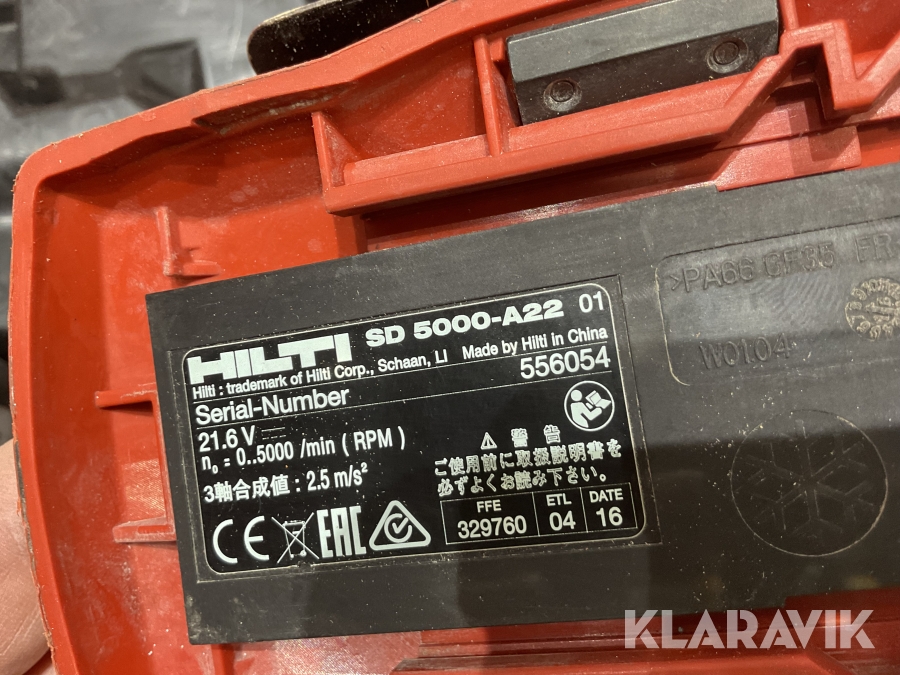 >PA66 GF35 FR
W0104
HILTI SD 5000-A22 01
Hilti : trademark of Hilti Corp., Schaan, LI Made by Hilti in China
Serial-Number 556054
21.6 V
n₀ = 0..5000 /min ( RPM )
3軸合成値 : 2.5 m/s²
警告
ご使用前に取扱説明書を
必ずよくお読み下さい.
FFE ETL DATE
329760 04 16
CE EAC
KLARAVIK